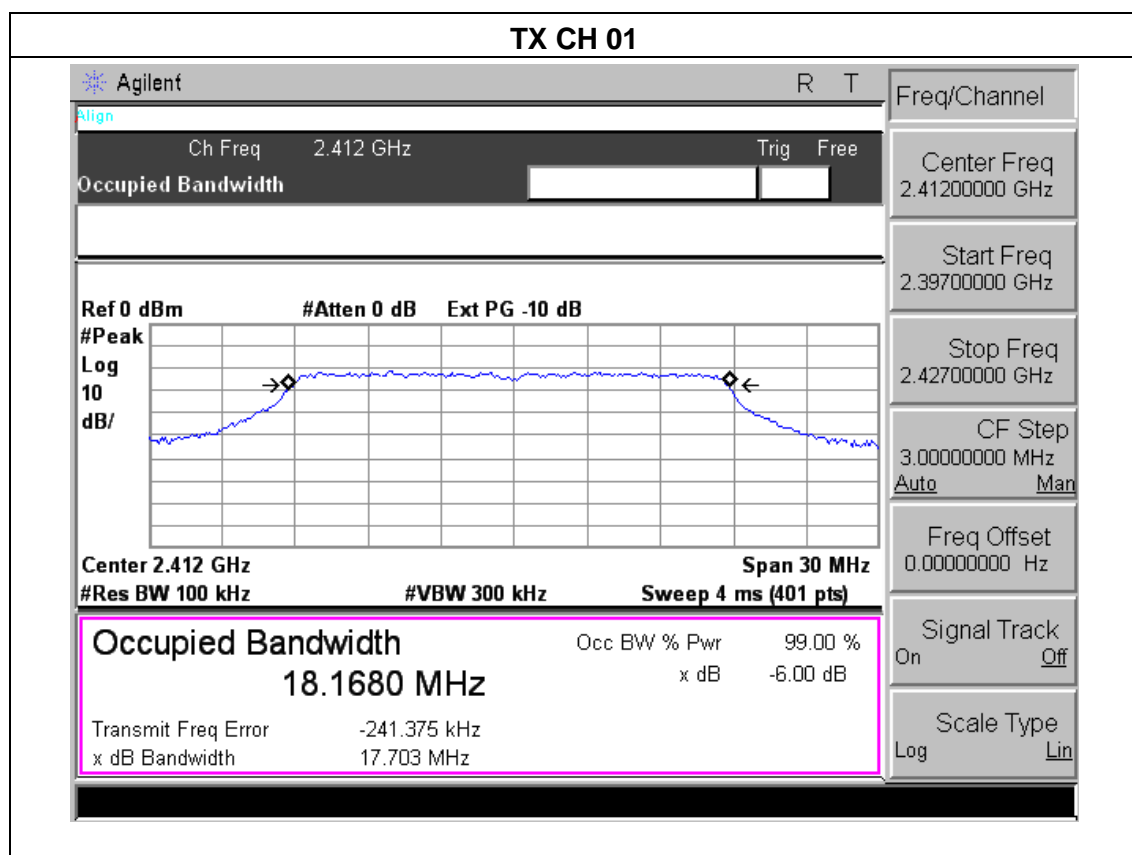 TX CH 01
Agilent R T
Align
Ch Freq 2.412 GHz Trig Free
Occupied Bandwidth
Ref 0 dBm #Atten 0 dB Ext PG -10 dB
#Peak
Log
10
dB/
Center 2.412 GHz Span 30 MHz
#Res BW 100 kHz #VBW 300 kHz Sweep 4 ms (401 pts)
Occupied Bandwidth Occ BW % Pwr 99.00 %
18.1680 MHz x dB -6.00 dB
Transmit Freq Error -241.375 kHz
x dB Bandwidth 17.703 MHz
Freq/Channel
Center Freq
2.41200000 GHz
Start Freq
2.39700000 GHz
Stop Freq
2.42700000 GHz
CF Step
3.00000000 MHz
Auto Man
Freq Offset
0.00000000 Hz
Signal Track
On Off
Scale Type
Log Lin